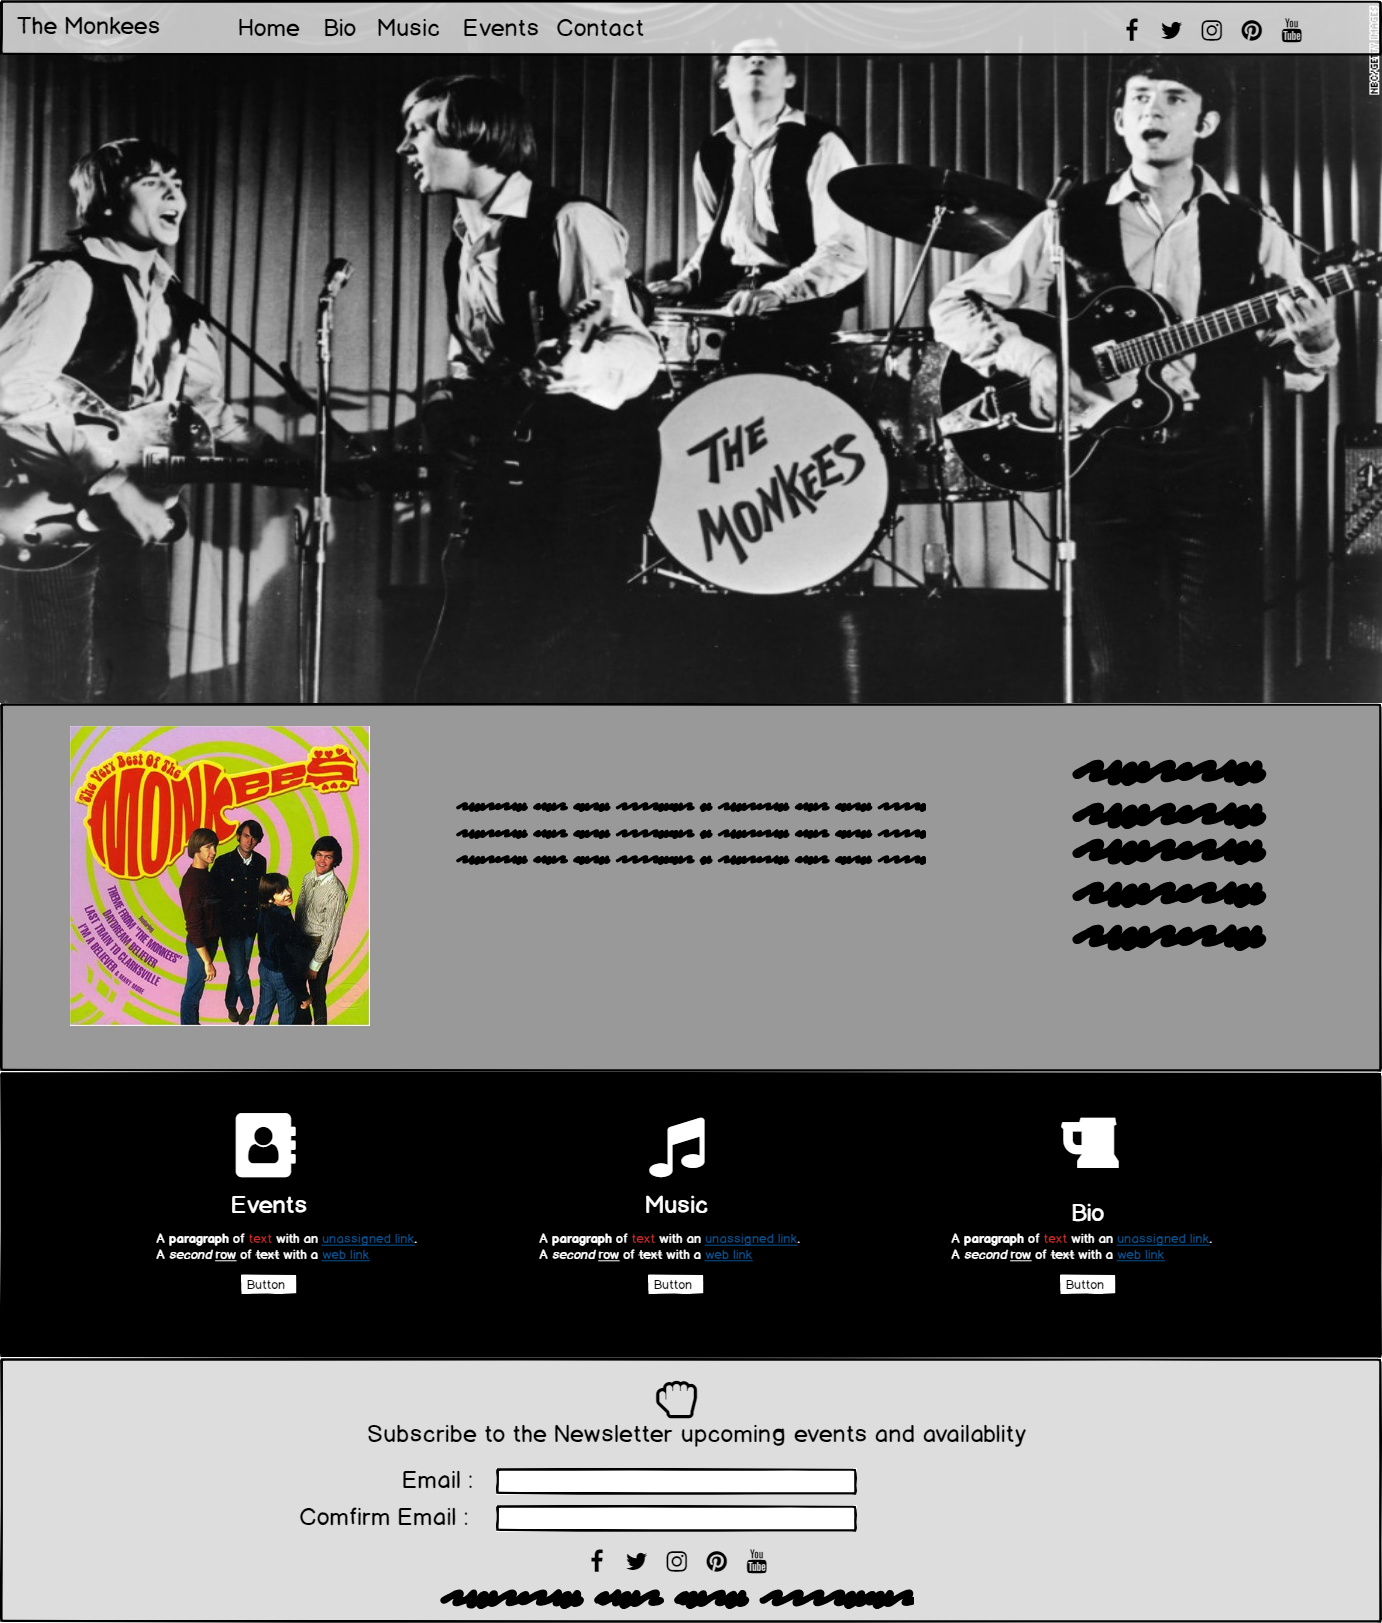 The Monkees
Home Bio Music Events Contact
You
Tube
NBC/GETTY IMAGES
THE
MONKEES
The Very Best Of The
MONKEES
featuring
THEME FROM "THE MONKEES"
DAYDREAM BELIEVER
LAST TRAIN TO CLARKSVILLE
I'M A BELIEVER & MANY MORE
Events
A paragraph of text with an unassigned link.
A second row of text with a web link
Button
Music
A paragraph of text with an unassigned link.
A second row of text with a web link
Button
Bio
A paragraph of text with an unassigned link.
A second row of text with a web link
Button
Subscribe to the Newsletter upcoming events and availablity
Email :
Comfirm Email :
You
Tube